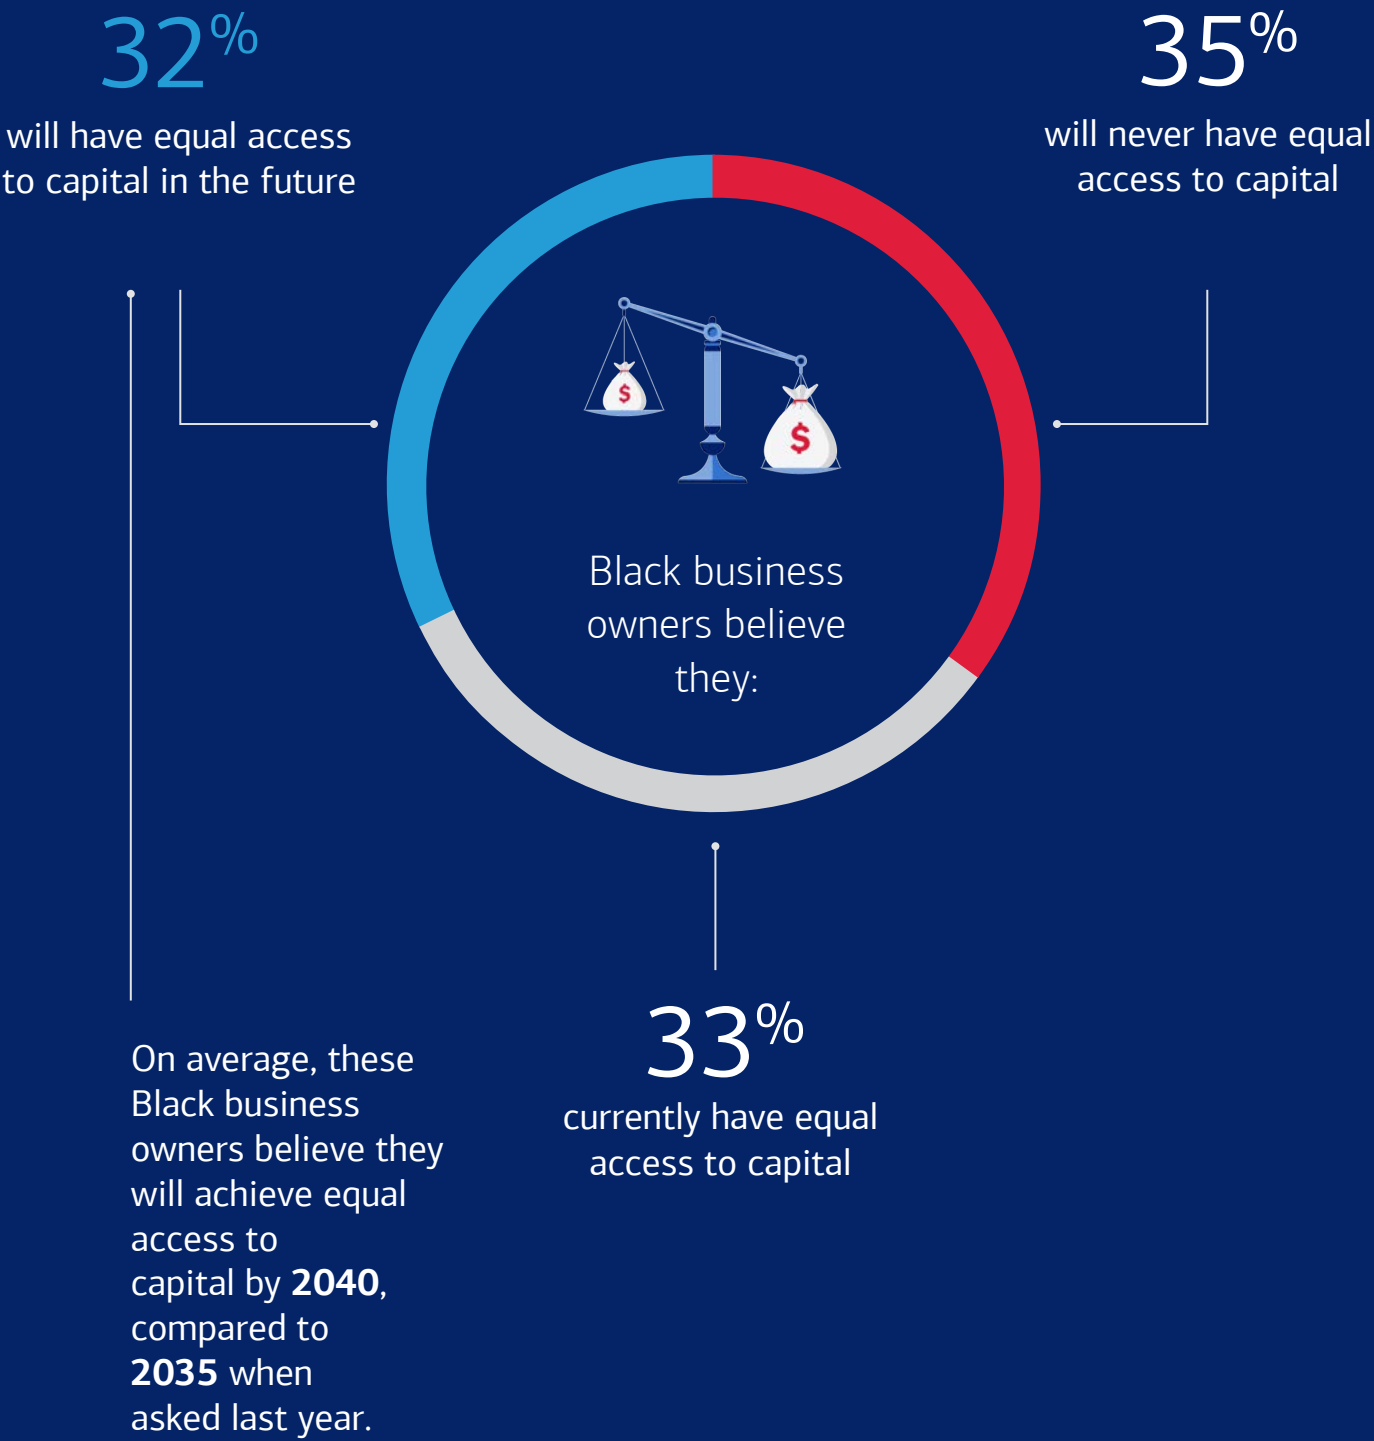 32%
will have equal access
to capital in the future
35%
will never have equal
access to capital
$
$
Black business
owners believe
they:
33%
currently have equal
access to capital
On average, these
Black business
owners believe they
will achieve equal
access to
capital by 2040,
compared to
2035 when
asked last year.